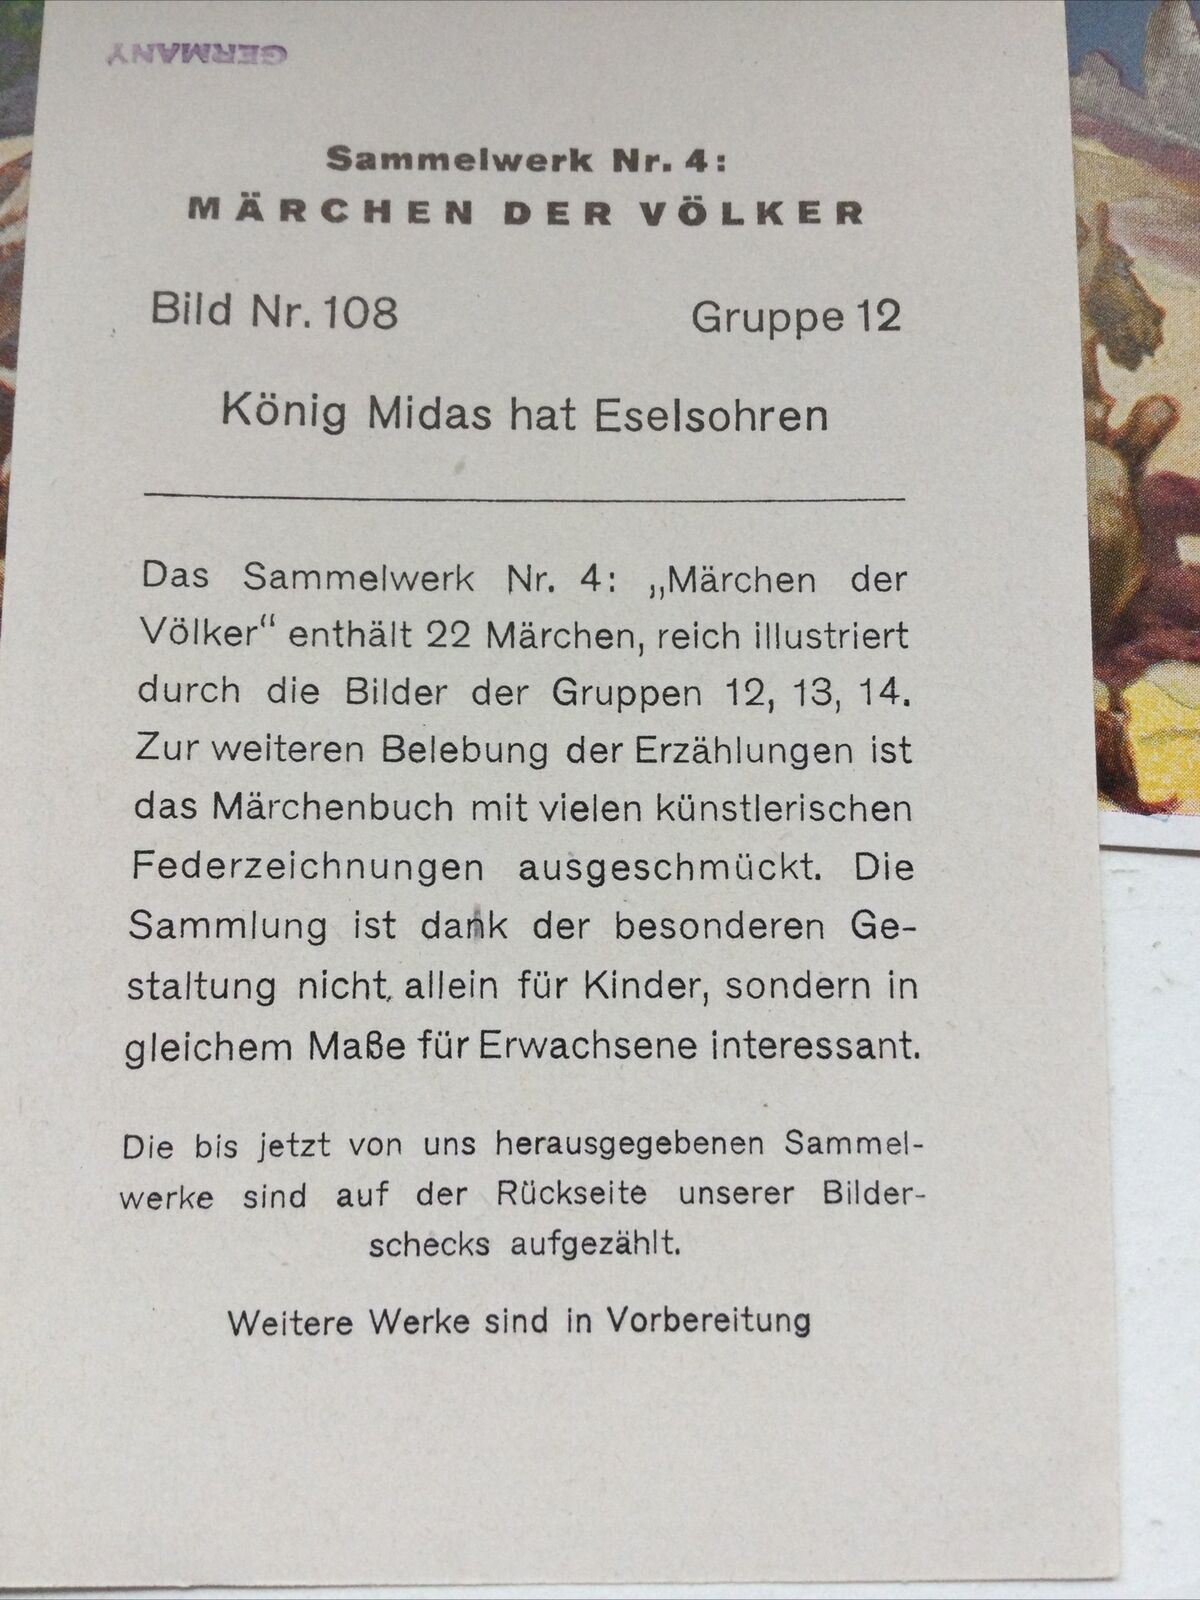 GERMANY
Sammelwerk Nr. 4:
MÄRCHEN DER VÖLKER
Bild Nr. 108 Gruppe 12
König Midas hat Eselsohren
Das Sammelwerk Nr. 4: „Märchen der
Völker“ enthält 22 Märchen, reich illustriert
durch die Bilder der Gruppen 12, 13, 14.
Zur weiteren Belebung der Erzählungen ist
das Märchenbuch mit vielen künstlerischen
Federzeichnungen ausgeschmückt. Die
Sammlung ist dank der besonderen Ge-
staltung nicht allein für Kinder, sondern in
gleichem Maße für Erwachsene interessant.
Die bis jetzt von uns herausgegebenen Sammel-
werke sind auf der Rückseite unserer Bilder-
schecks aufgezählt.
Weitere Werke sind in Vorbereitung